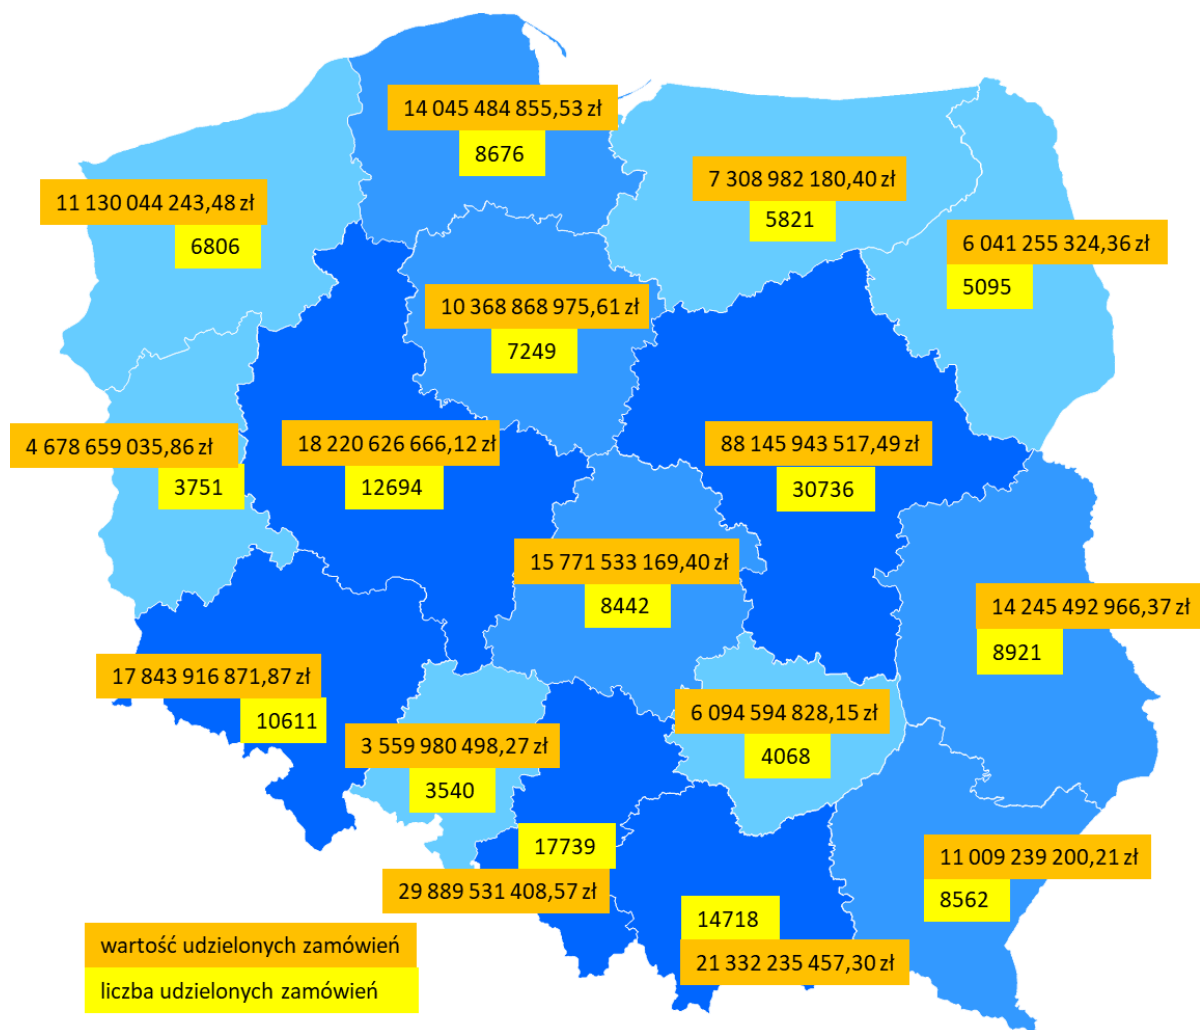 14 045 484 855,53 zł
8676
7 308 982 180,40 zł
5821
11 130 044 243,48 zł
6806
6 041 255 324,36 zł
5095
10 368 868 975,61 zł
7249
4 678 659 035,86 zł
3751
18 220 626 666,12 zł
12694
88 145 943 517,49 zł
30736
15 771 533 169,40 zł
8442
14 245 492 966,37 zł
8921
17 843 916 871,87 zł
10611
3 559 980 498,27 zł
3540
6 094 594 828,15 zł
4068
17739
29 889 531 408,57 zł
14718
21 332 235 457,30 zł
11 009 239 200,21 zł
8562
wartość udzielonych zamówień
liczba udzielonych zamówień